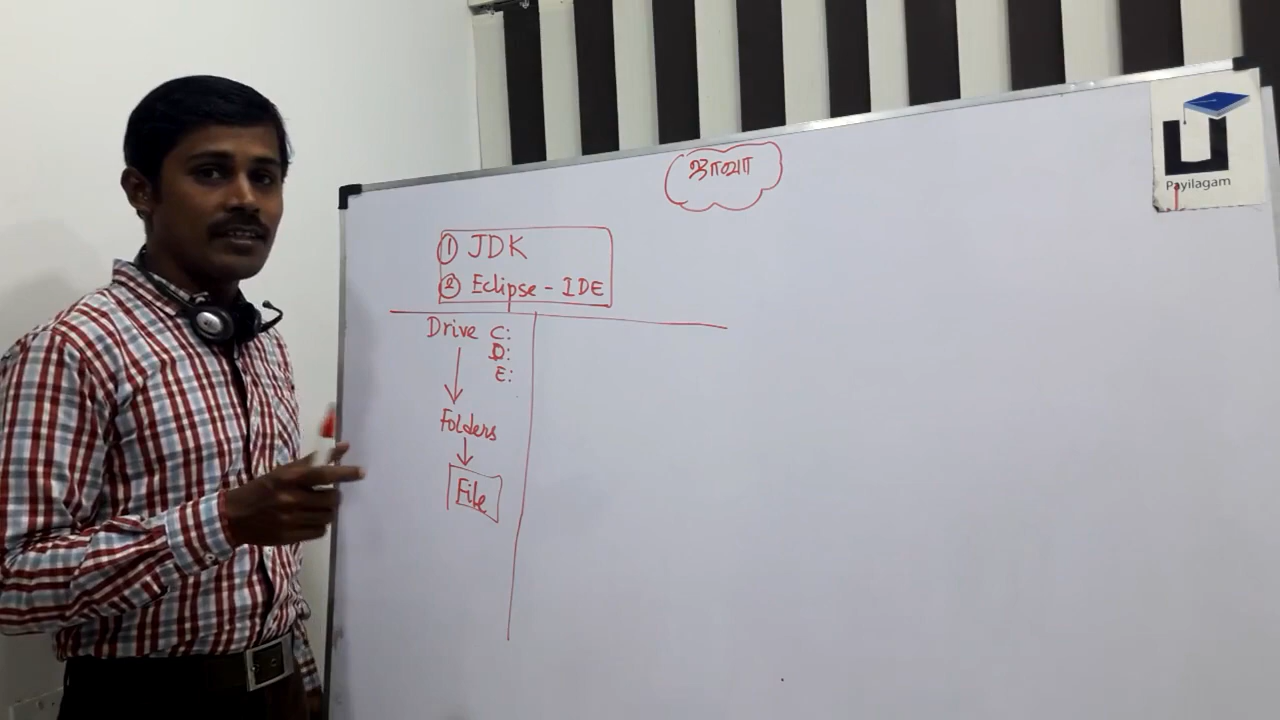 ஜாவா
Payilagam
① JDK
② Eclipse - IDE
Drive C:
D:
E:
Folders
File